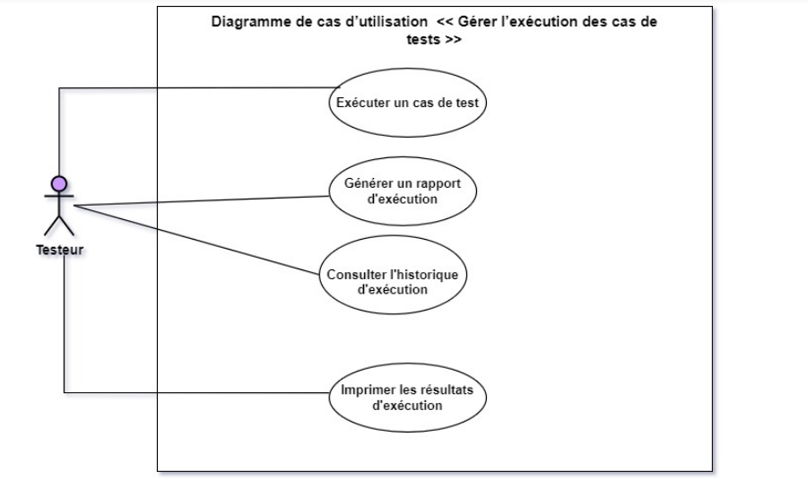 Diagramme de cas d’utilisation << Gérer l’exécution des cas de
tests >>
Exécuter un cas de test
Générer un rapport
d'exécution
Testeur
Consulter l'historique
d'exécution
Imprimer les résultats
d'exécution